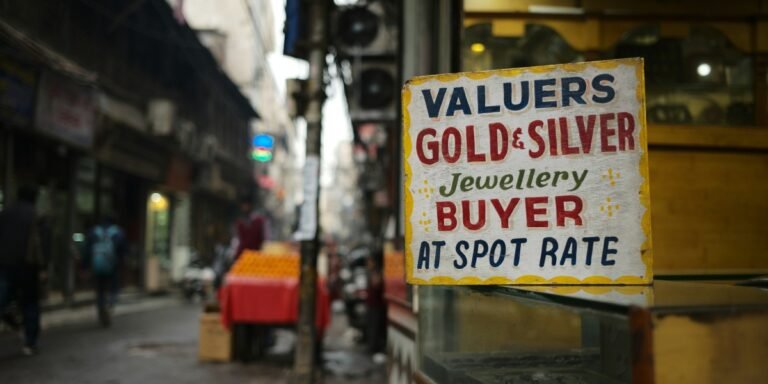 VALUERS
GOLD & SILVER
Jewellery
BUYER
AT SPOT RATE